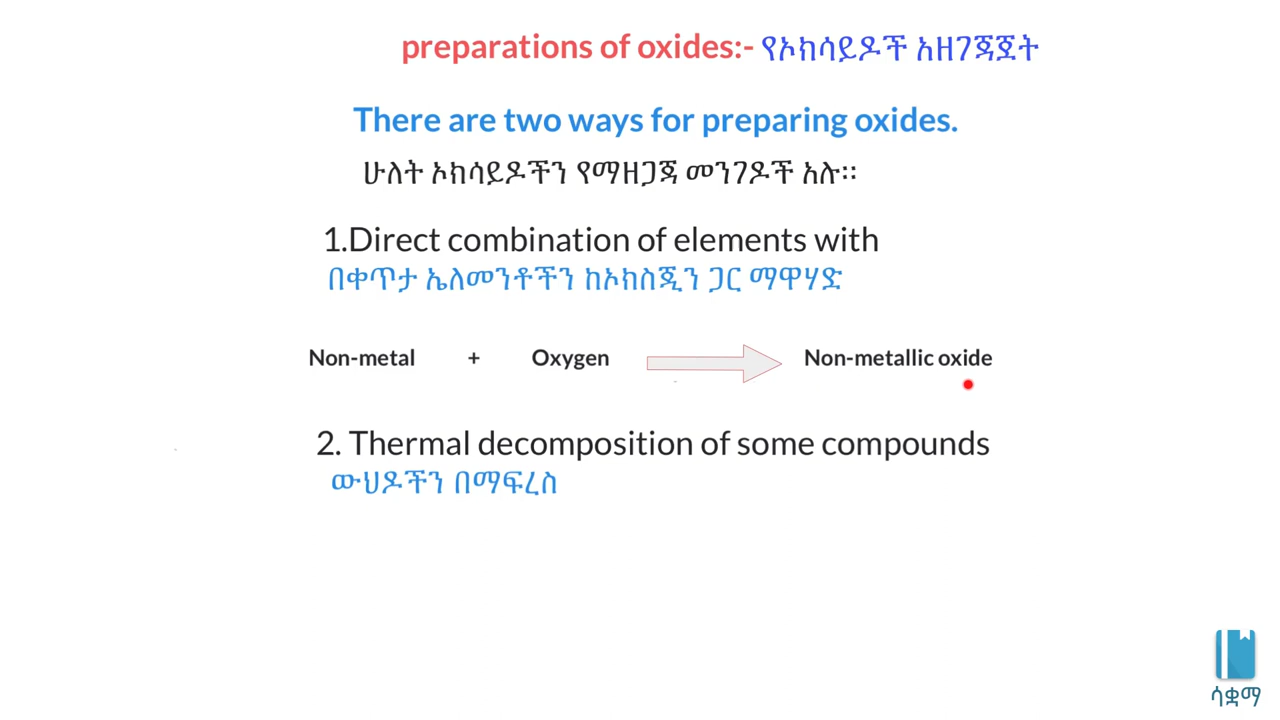 preparations of oxides:- የኦክሳይዶች አዘገጃጀት
There are two ways for preparing oxides.
ሁለት ኦክሳይዶችን የማዘጋጃ መንገዶች አሉ፡፡
1.Direct combination of elements with
በቀጥታ ኤለመንቶችን ከኦክስጂን ጋር ማዋሃድ
Non-metal + Oxygen Non-metallic oxide
2. Thermal decomposition of some compounds
ውህዶችን በማፍረስ
ሳቋማ